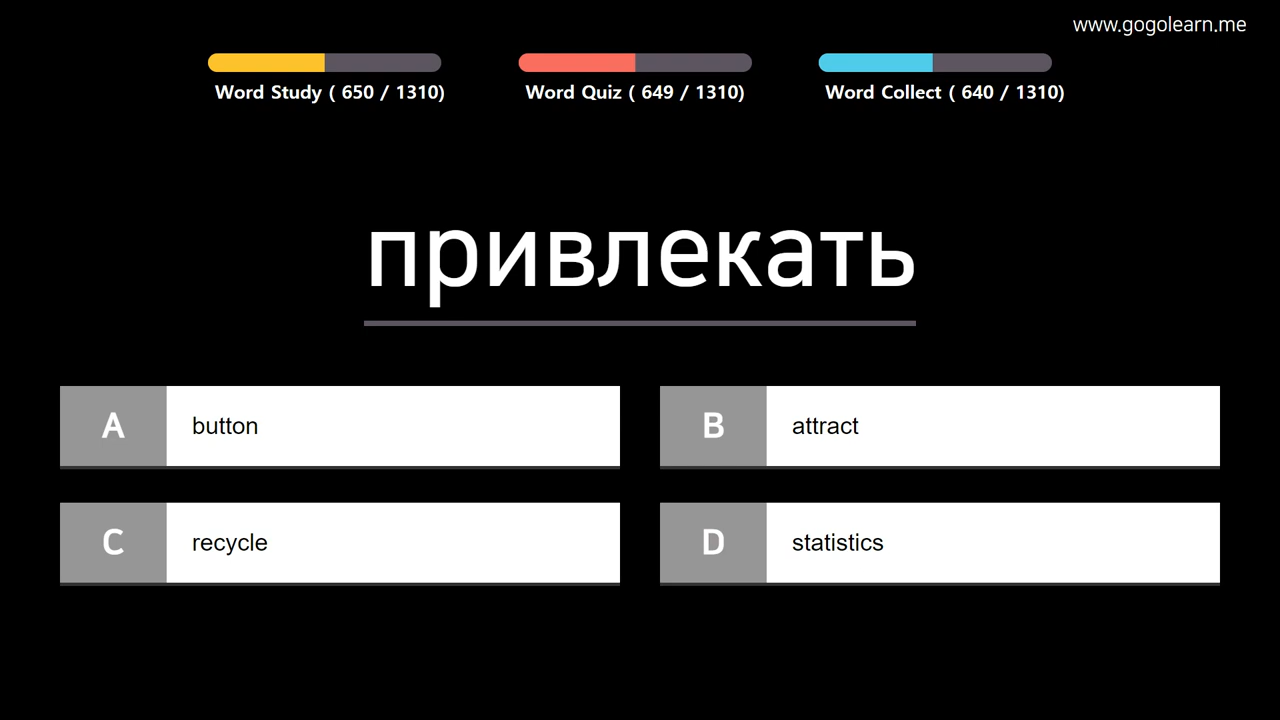 www.gogolearn.me
Word Study ( 650 / 1310)
Word Quiz ( 649 / 1310)
Word Collect ( 640 / 1310)
привлекать
A button
B attract
C recycle
D statistics